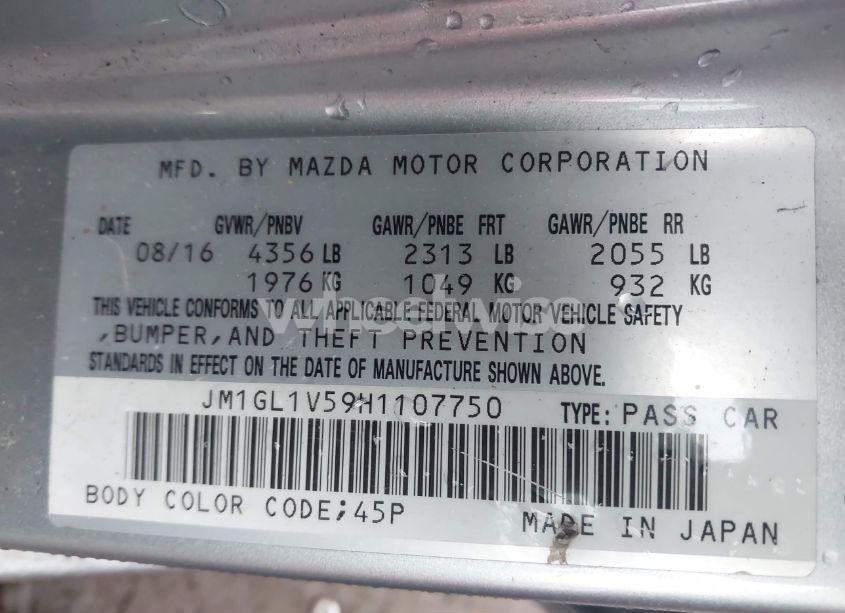 MFD. BY MAZDA MOTOR CORPORATION
DATE GVWR/PNBV GAWR/PNBE FRT GAWR/PNBE RR
08/16 4356 LB 2313 LB 2055 LB
1976 KG 1049 KG 932 KG
THIS VEHICLE CONFORMS TO ALL APPLICABLE FEDERAL MOTOR VEHICLE SAFETY
,BUMPER,AND THEFT PREVENTION
STANDARDS IN EFFECT ON THE DATE OF MANUFACTURE SHOWN ABOVE.
JM1GL1V59H1107750 TYPE: PASS CAR
BODY COLOR CODE;45P
MADE IN JAPAN
wheelwise